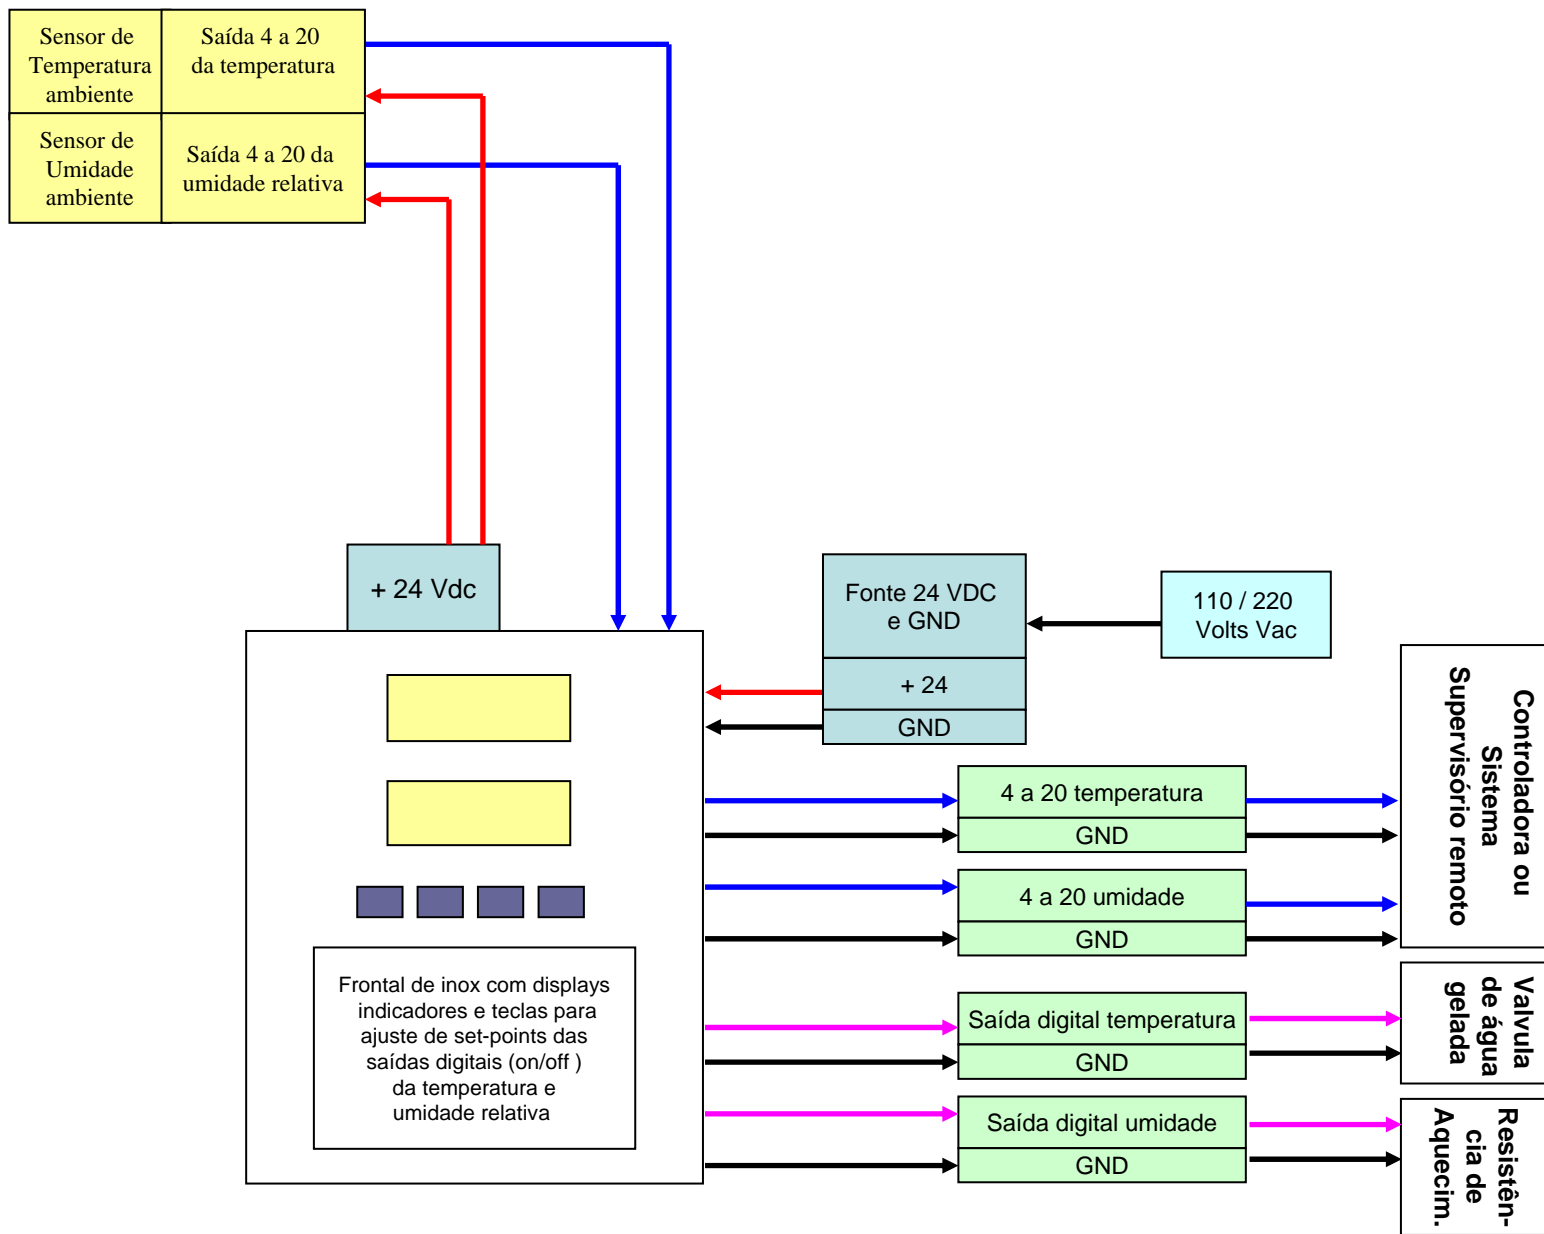 Sensor de
Temperatura
ambiente
Saída 4 a 20
da temperatura
Sensor de
Umidade
ambiente
Saída 4 a 20 da
umidade relativa
+ 24 Vdc
Fonte 24 VDC
e GND
+ 24
GND
110 / 220
Volts Vac
4 a 20 temperatura
GND
4 a 20 umidade
GND
Saída digital temperatura
GND
Saída digital umidade
GND
Controladora ou
Sistema
Supervisório remoto
Valvula
de água
gelada
Resistên-
cia de
Aquecim.
Frontal de inox com displays
indicadores e teclas para
ajuste de set-points das
saídas digitais (on/off )
da temperatura e
umidade relativa